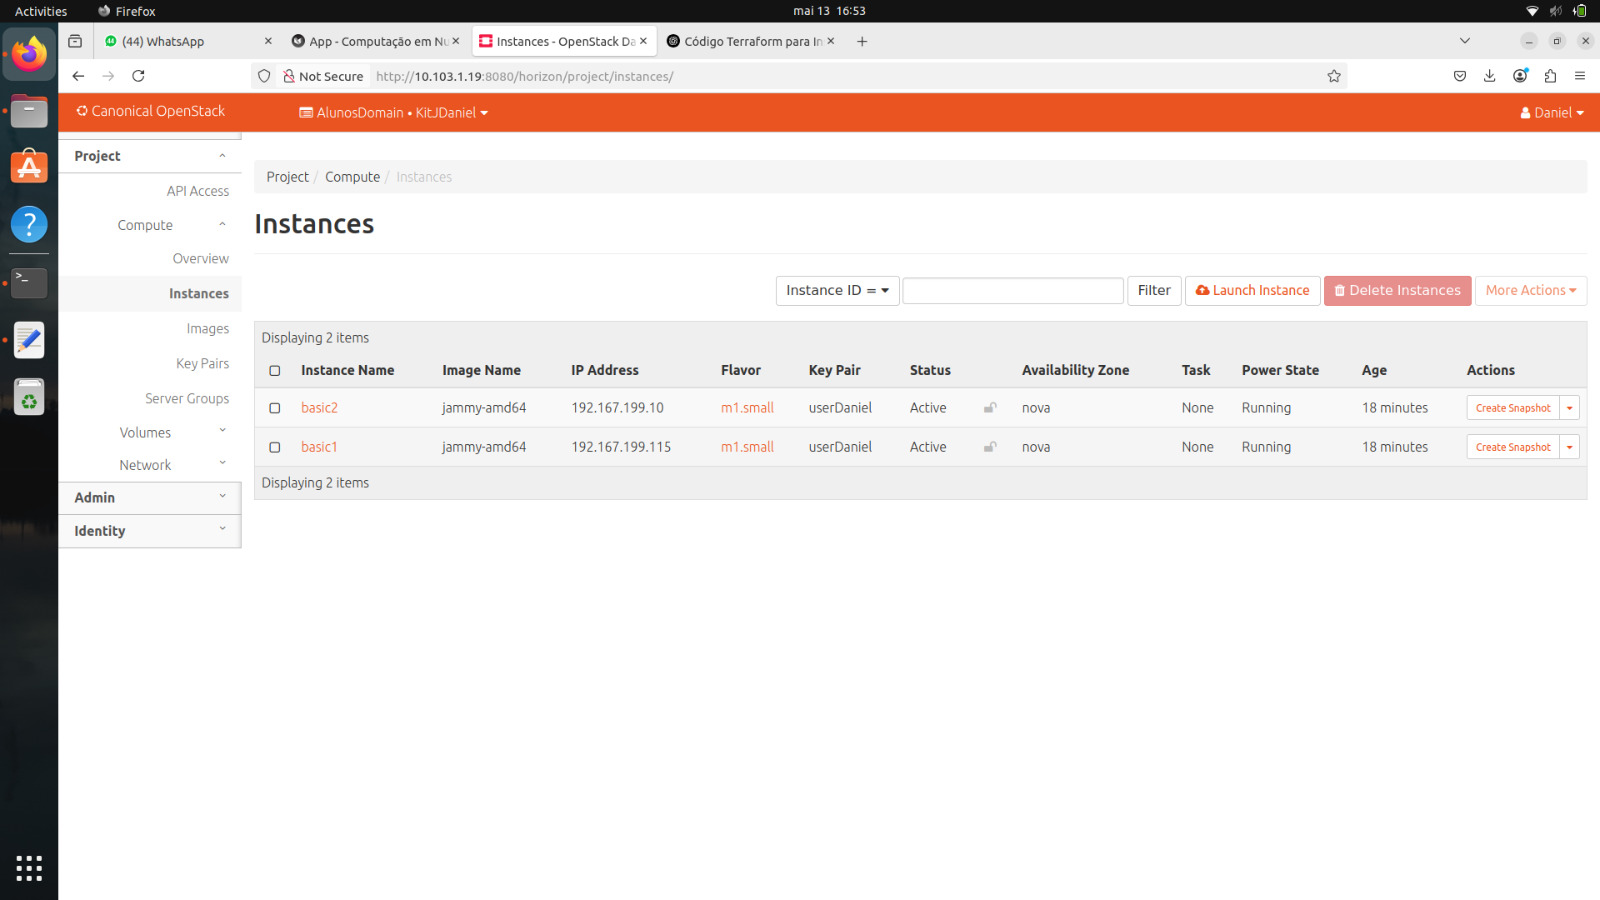 Activities
Firefox
mai 13 16:53
(44) WhatsApp
App - Computação em Nu
Instances - OpenStack Da
Código Terraform para In
Not Secure
http://10.103.1.19:8080/horizon/project/instances/
Canonical OpenStack
AlunosDomain • KitJDaniel
Daniel
Project
API Access
Compute
Overview
Instances
Images
Key Pairs
Server Groups
Volumes
Network
Admin
Identity
Project / Compute / Instances
Instances
Instance ID =
Filter
Launch Instance
Delete Instances
More Actions
Displaying 2 items
Instance Name Image Name IP Address Flavor Key Pair Status Availability Zone Task Power State Age Actions
basic2 jammy-amd64 192.167.199.10 m1.small userDaniel Active nova None Running 18 minutes Create Snapshot
basic1 jammy-amd64 192.167.199.115 m1.small userDaniel Active nova None Running 18 minutes Create Snapshot
Displaying 2 items